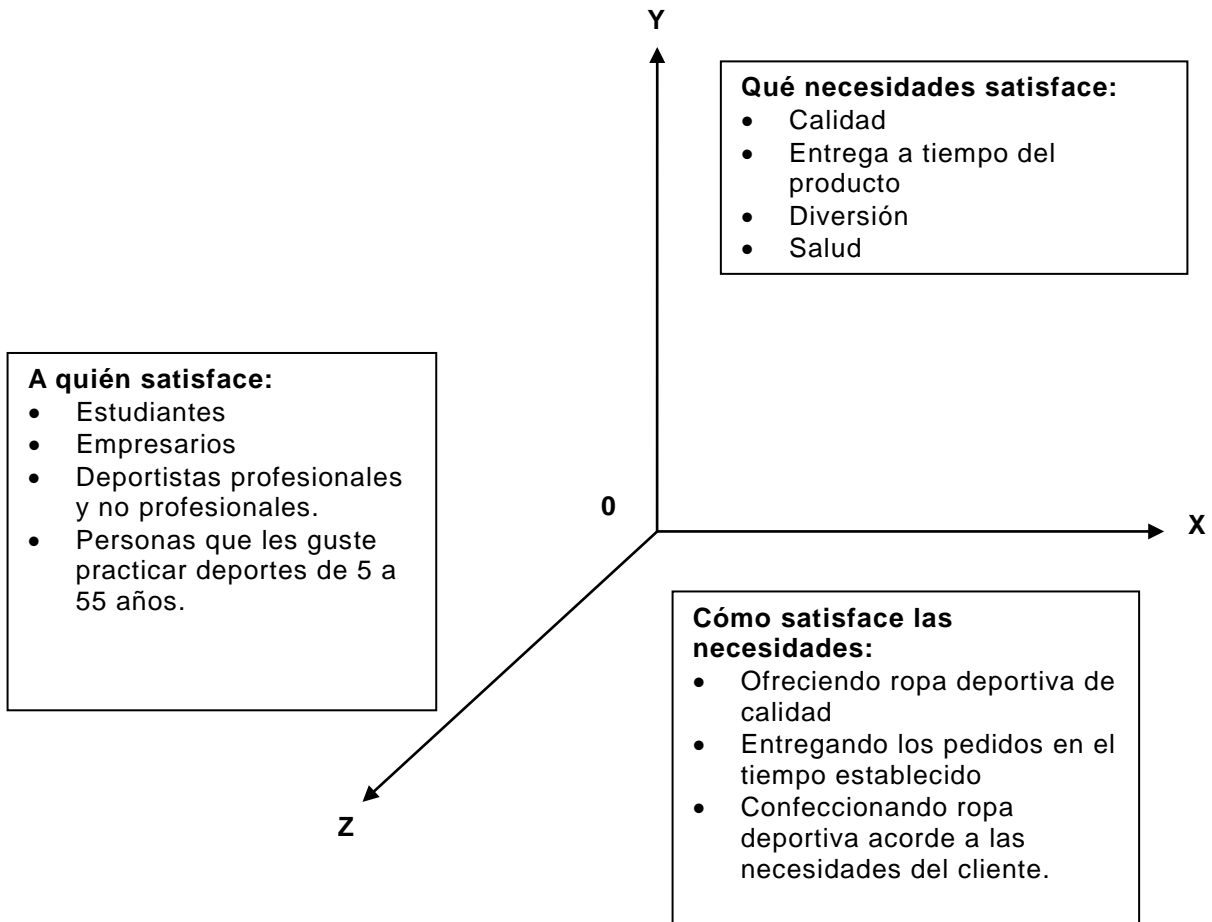 Y
Qué necesidades satisface:
• Calidad
• Entrega a tiempo del
producto
• Diversión
• Salud
A quién satisface:
• Estudiantes
• Empresarios
• Deportistas profesionales
y no profesionales.
• Personas que les guste
practicar deportes de 5 a
55 años.
0
X
Cómo satisface las
necesidades:
• Ofreciendo ropa deportiva de
calidad
• Entregando los pedidos en el
tiempo establecido
• Confeccionando ropa
deportiva acorde a las
necesidades del cliente.
Z